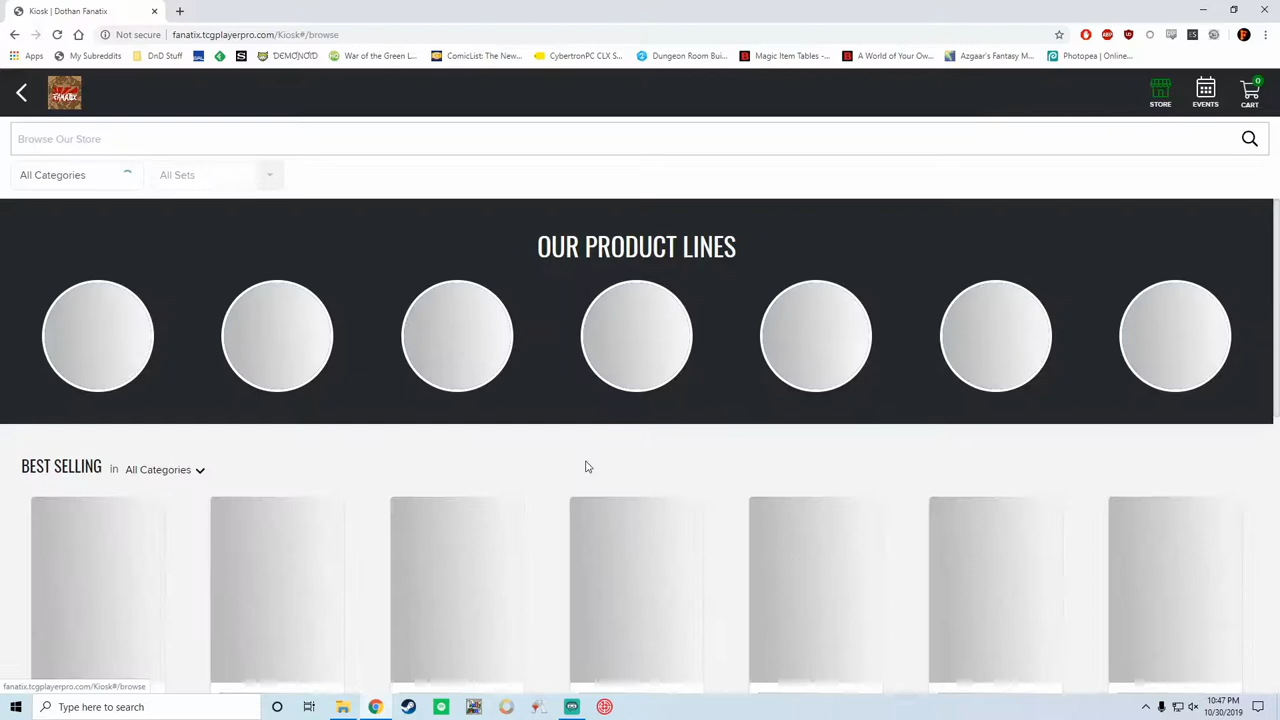 Kiosk | Dothan Fanatix
Not secure | fanatix.tcgplayerpro.com/Kiosk#/browse
Apps My Subreddits DnD Stuff War of the Green L... ComicList: The New... CybertronPC CLX S... Dungeon Room Bui... Magic Item Tables -... A World of Your Ow... Azgaar's Fantasy M... Photopea | Online...
FANATIX
STORE EVENTS 0 CART
Browse Our Store
All Categories All Sets
OUR PRODUCT LINES
BEST SELLING in All Categories
fanatix.tcgplayerpro.com/Kiosk#/browse
Type here to search
10:47 PM
10/30/2019